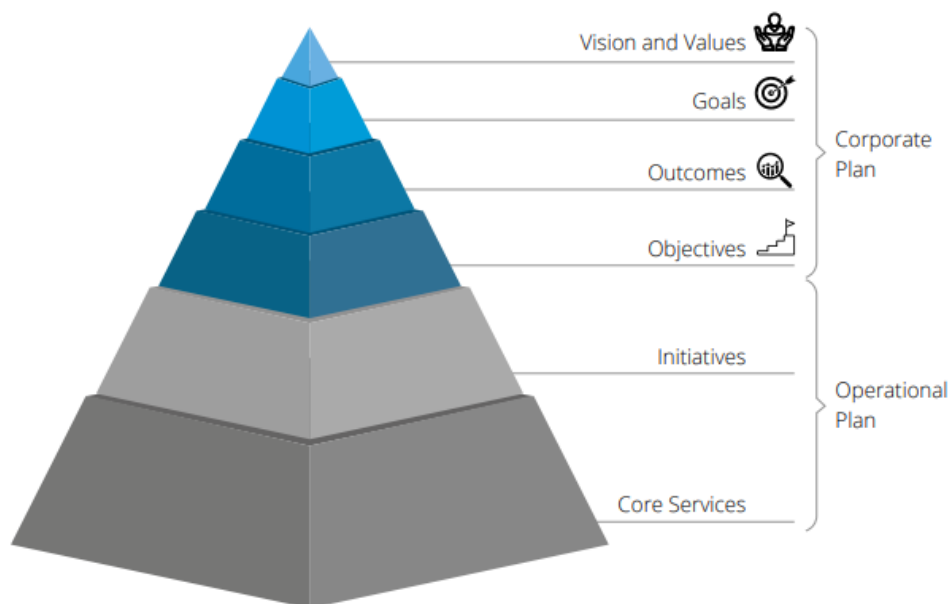 Vision and Values
Goals
Outcomes
Objectives
Corporate
Plan
Initiatives
Core Services
Operational
Plan